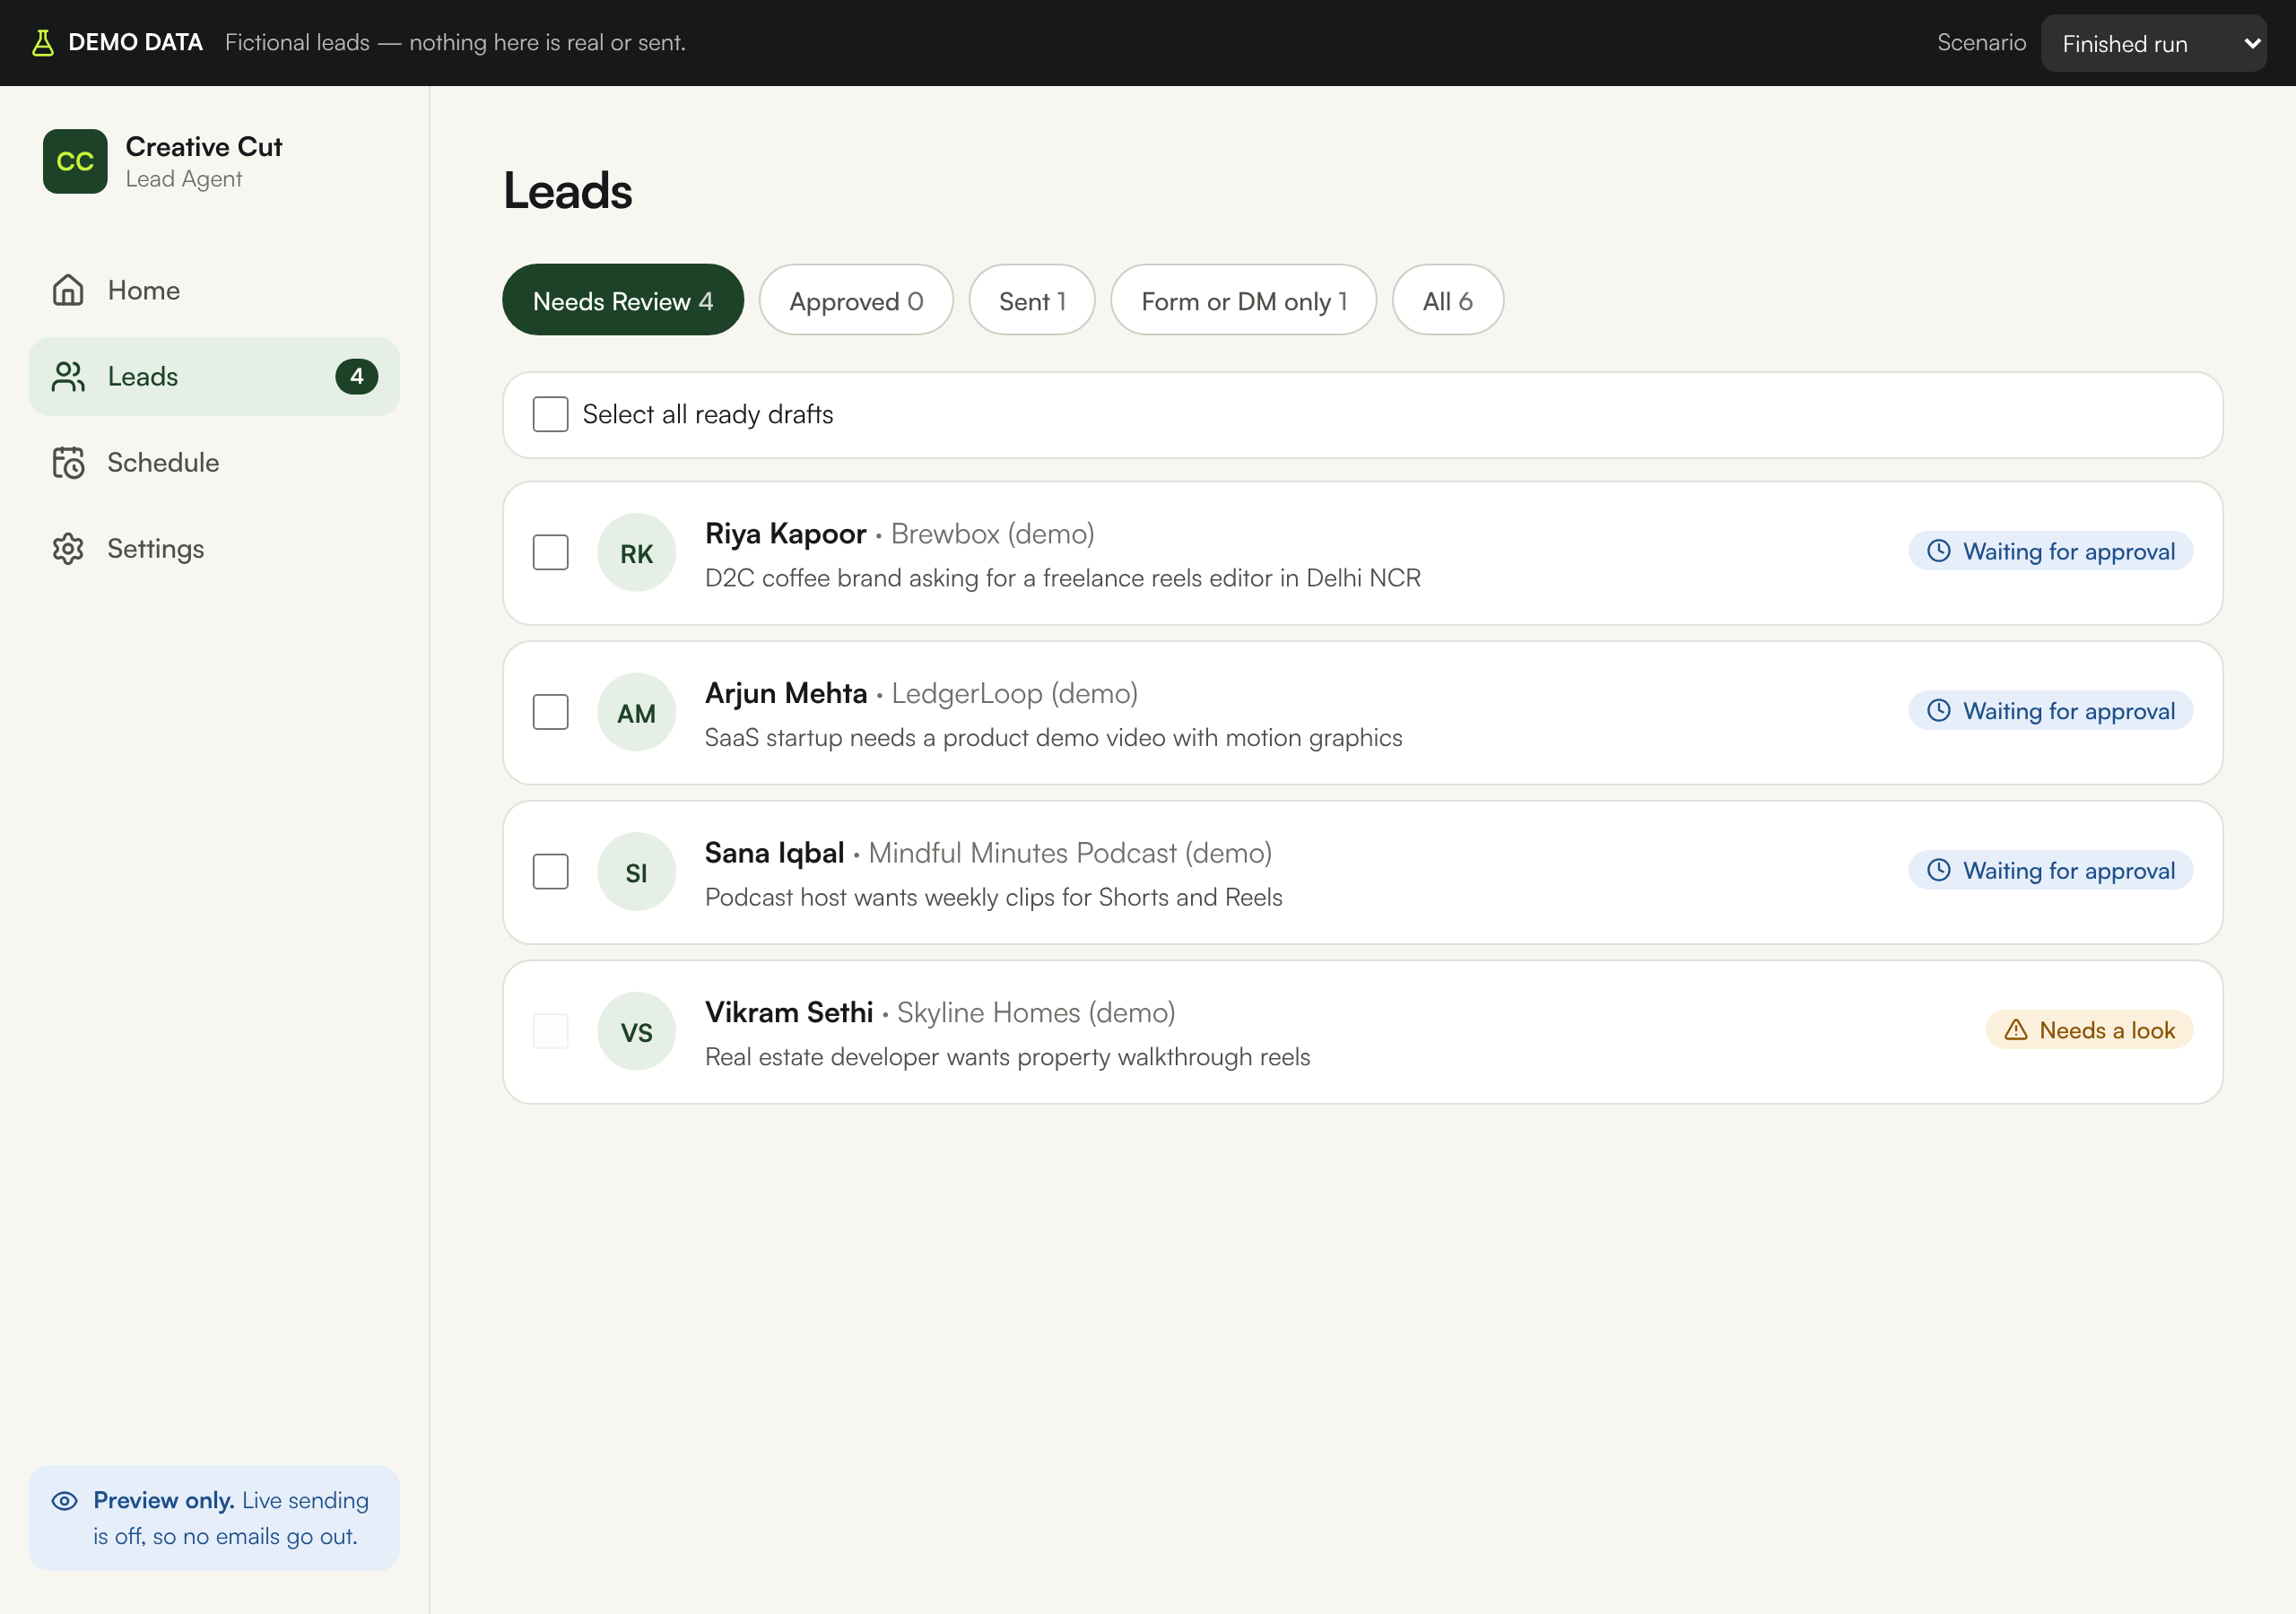 DEMO DATA Fictional leads — nothing here is real or sent. Scenario Finished run
CC
Creative Cut
Lead Agent
Home
Leads 4
Schedule
Settings
Preview only. Live sending
is off, so no emails go out.
Leads
Needs Review 4 Approved 0 Sent 1 Form or DM only 1 All 6
Select all ready drafts
RK
Riya Kapoor · Brewbox (demo)
D2C coffee brand asking for a freelance reels editor in Delhi NCR
Waiting for approval
AM
Arjun Mehta · LedgerLoop (demo)
SaaS startup needs a product demo video with motion graphics
Waiting for approval
SI
Sana Iqbal · Mindful Minutes Podcast (demo)
Podcast host wants weekly clips for Shorts and Reels
Waiting for approval
VS
Vikram Sethi · Skyline Homes (demo)
Real estate developer wants property walkthrough reels
Needs a look